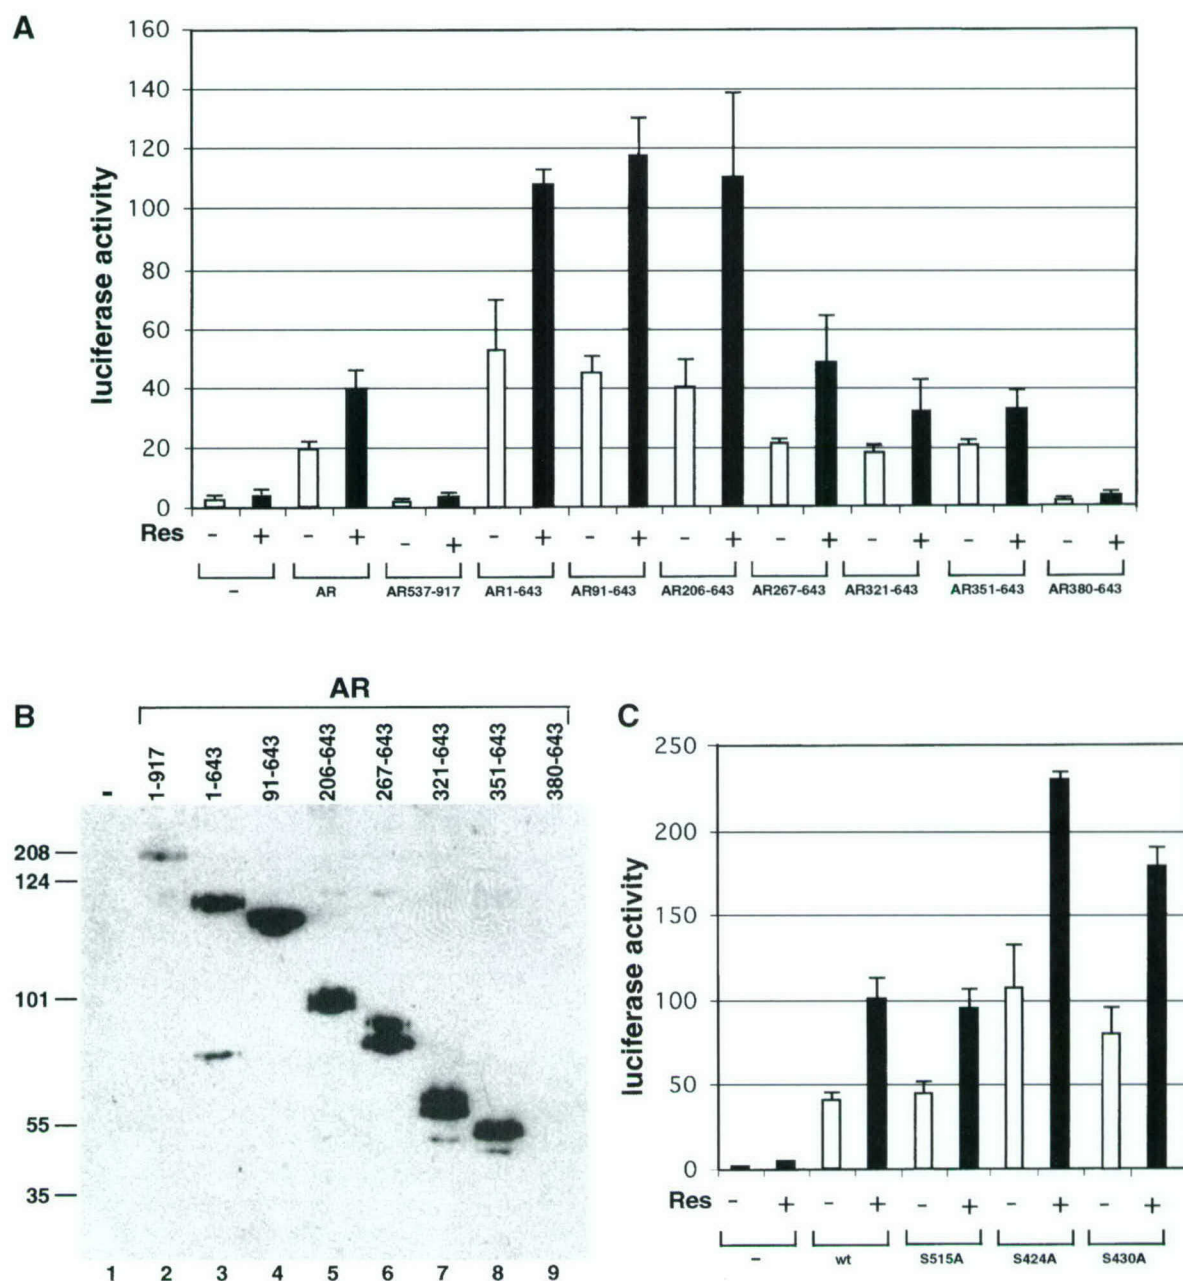 A
160
140
120
100
80
60
40
20
0
luciferase activity
Res - + - + - + - + - + - + - + - + - + - +
- AR AR537-917 AR1-643 AR91-643 AR206-643 AR267-643 AR321-643 AR351-643 AR380-643
B
AR
- 1-917 1-643 91-643 206-643 267-643 321-643 351-643 380-643
208
124
101
55
35
1 2 3 4 5 6 7 8 9
C
250
200
150
100
50
0
luciferase activity
Res - + - + - + - + - +
- wt S515A S424A S430A